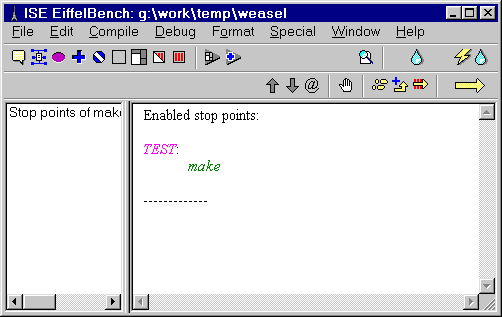 ISE EiffelBench: g:\work\temp\weasel
File Edit Compile Debug Format Special Window Help
@
Stop points of make
Enabled stop points:
TEST:
make
-------------